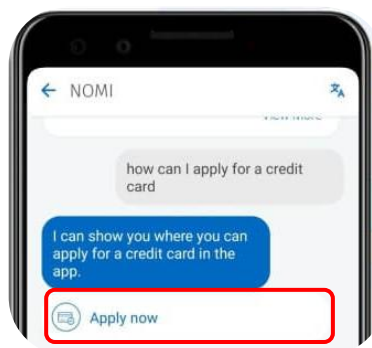 NOMI
View More
how can I apply for a credit
card
I can show you where you can
apply for a credit card in the
app.
Apply now